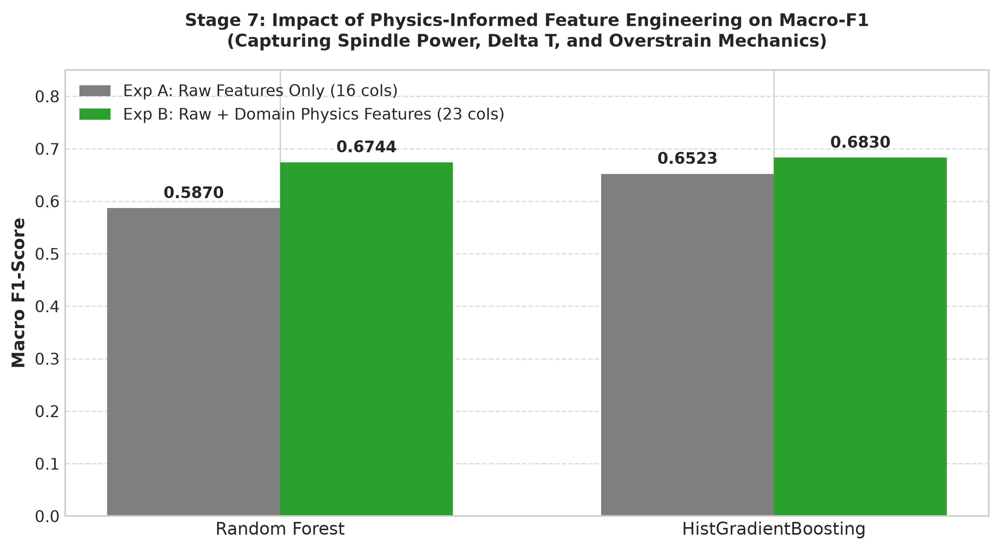 Stage 7: Impact of Physics-Informed Feature Engineering on Macro-F1
(Capturing Spindle Power, Delta T, and Overstrain Mechanics)
Exp A: Raw Features Only (16 cols)
Exp B: Raw + Domain Physics Features (23 cols)
Macro F1-Score
0.8
0.7
0.6
0.5
0.4
0.3
0.2
0.1
0.0
0.5870
0.6744
0.6523
0.6830
Random Forest
HistGradientBoosting